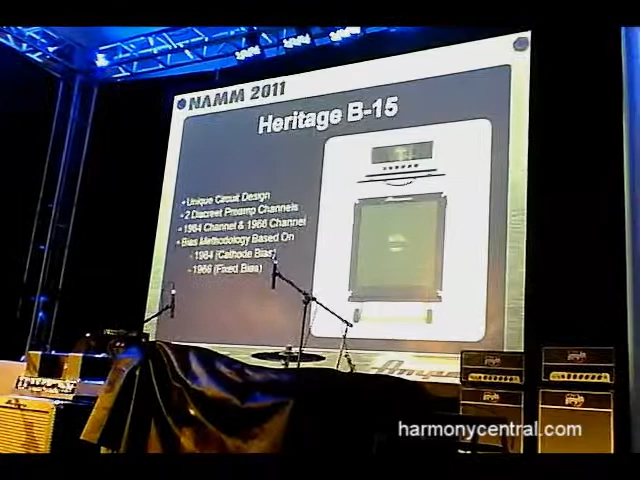 NAMM 2011
Heritage B-15
• Unique Circuit Design
• 2 Discreet Preamp Channels
• 1964 Channel & 1966 Channel
• Bias Methodology Based On
- 1964 (Cathode Bias)
- 1966 (Fixed Bias)
Ampeg
harmonycentral.com